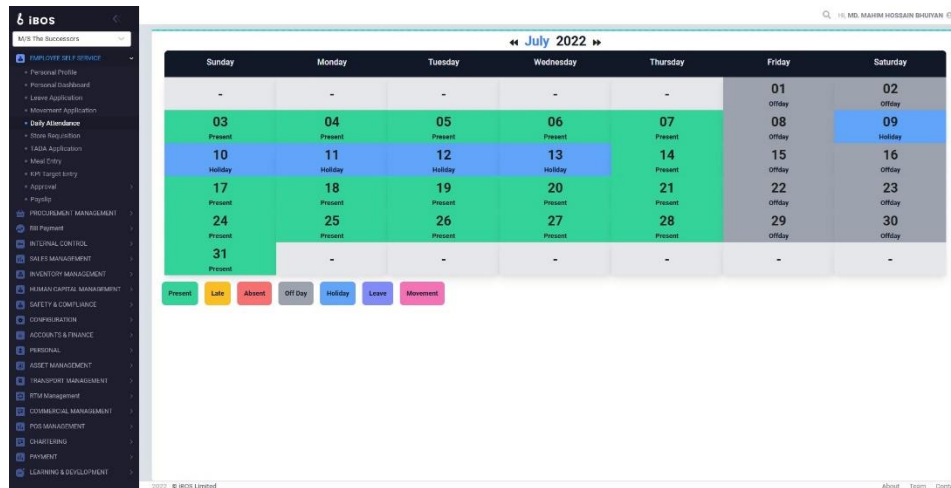 iBOS
HI, MD. MAHIM HOSSAIN BHUIYAN
M/S The Successors
EMPLOYEE SELF SERVICE
Personal Profile
Personal Dashboard
Leave Application
Movement Application
Daily Attendance
Store Requisition
TADA Application
Meal Entry
KPI Target Entry
Approval
Payslip
PROCUREMENT MANAGEMENT
Bill Payment
INTERNAL CONTROL
SALES MANAGEMENT
INVENTORY MANAGEMENT
HUMAN CAPITAL MANAGEMENT
SAFETY & COMPLIANCE
CONFIGURATION
ACCOUNTS & FINANCE
PERSONAL
ASSET MANAGEMENT
TRANSPORT MANAGEMENT
RTM Management
COMMERCIAL MANAGEMENT
POS MANAGEMENT
CHARTERING
PAYMENT
LEARNING & DEVELOPMENT
July 2022
Sunday Monday Tuesday Wednesday Thursday Friday Saturday
- - - - - 01 02
Offday Offday
03 04 05 06 07 08 09
Present Present Present Present Present Offday Holiday
10 11 12 13 14 15 16
Holiday Holiday Holiday Holiday Present Offday Offday
17 18 19 20 21 22 23
Present Present Present Present Present Offday Offday
24 25 26 27 28 29 30
Present Present Present Present Present Offday Offday
31 - - - - - -
Present
Present Late Absent Off Day Holiday Leave Movement
2022 © iBOS Limited About Team